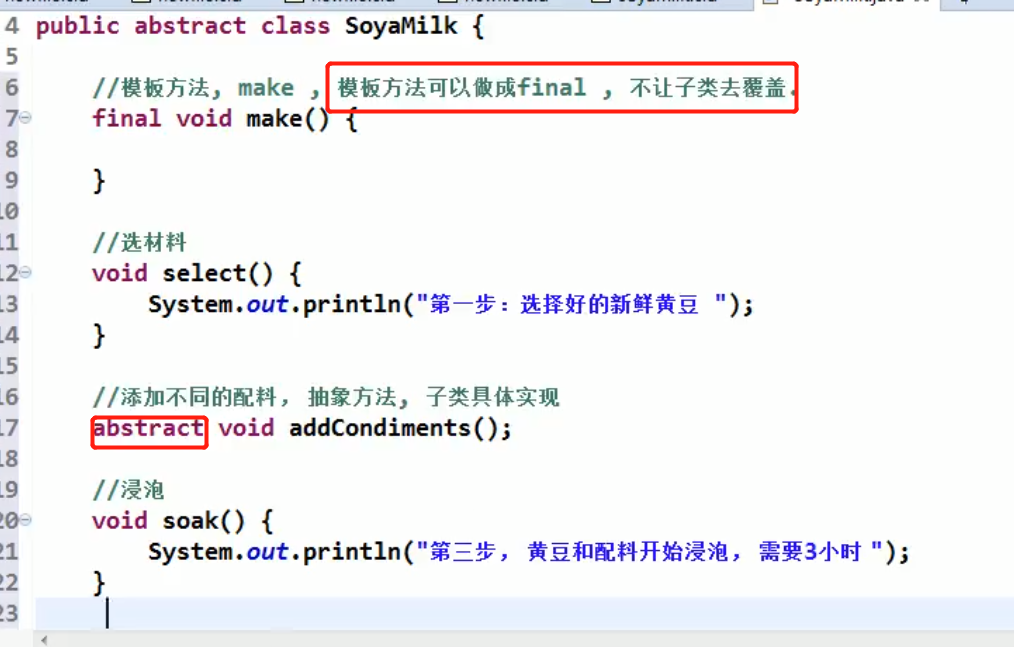 4 public abstract class SoyaMilk {
5
6 //模板方法, make , 模板方法可以做成final , 不让子类去覆盖.
7 final void make() {
8
9 }
10
11 //选材料
12 void select() {
13 System.out.println("第一步：选择好的新鲜黄豆 ");
14 }
15
16 //添加不同的配料, 抽象方法, 子类具体实现
17 abstract void addCondiments();
18
19 //浸泡
20 void soak() {
21 System.out.println("第三步, 黄豆和配料开始浸泡, 需要3小时 ");
22 }
23